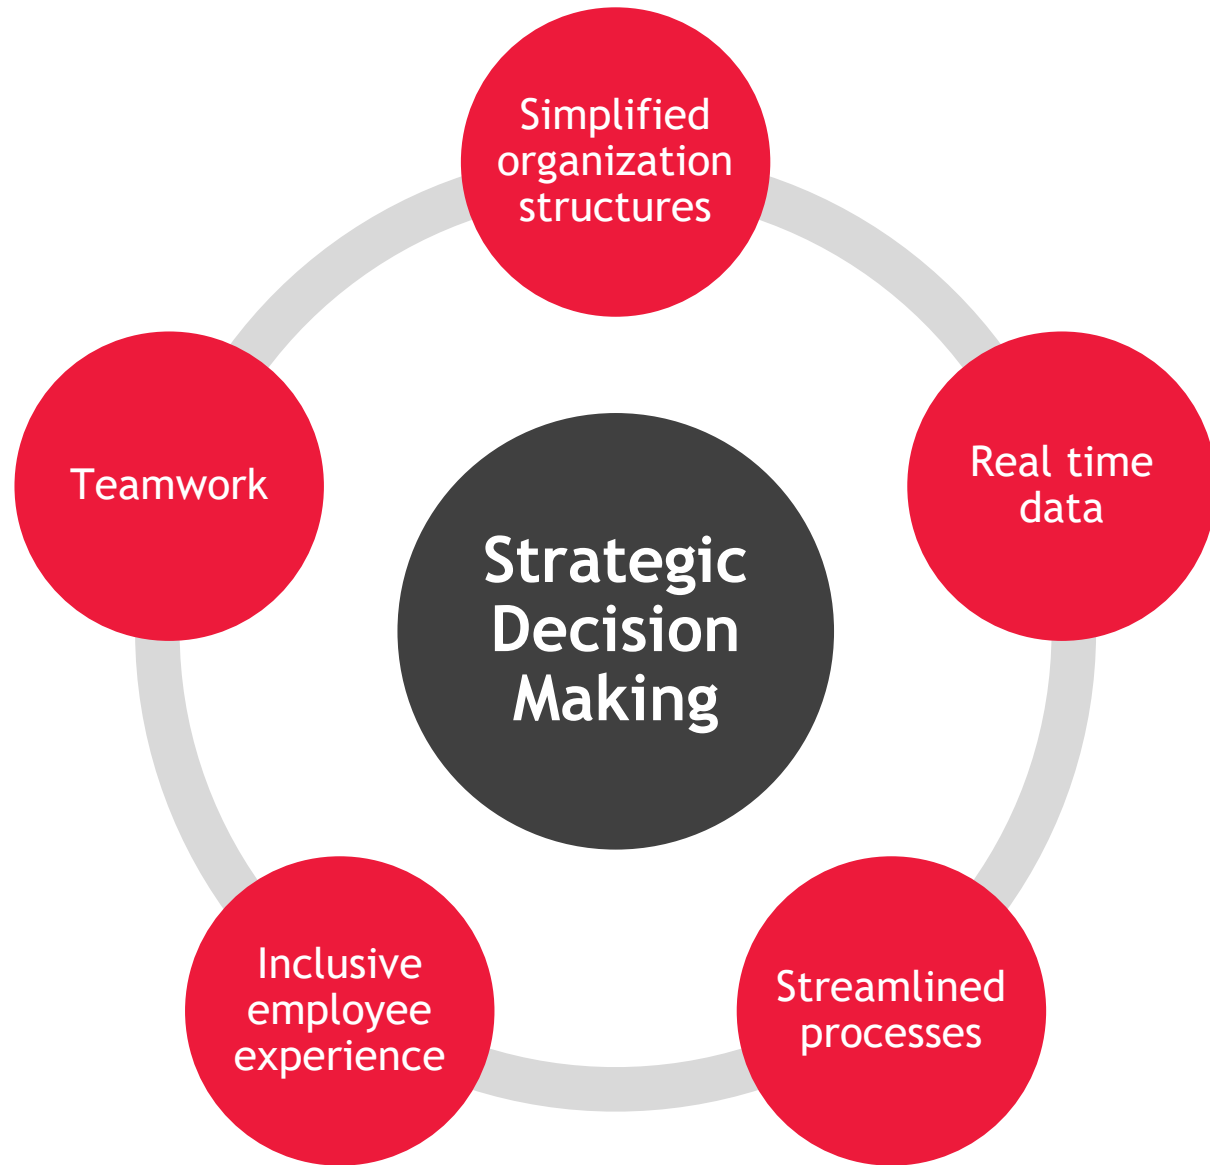 Simplified
organization
structures
Real time
data
Streamlined
processes
Inclusive
employee
experience
Teamwork
Strategic
Decision
Making